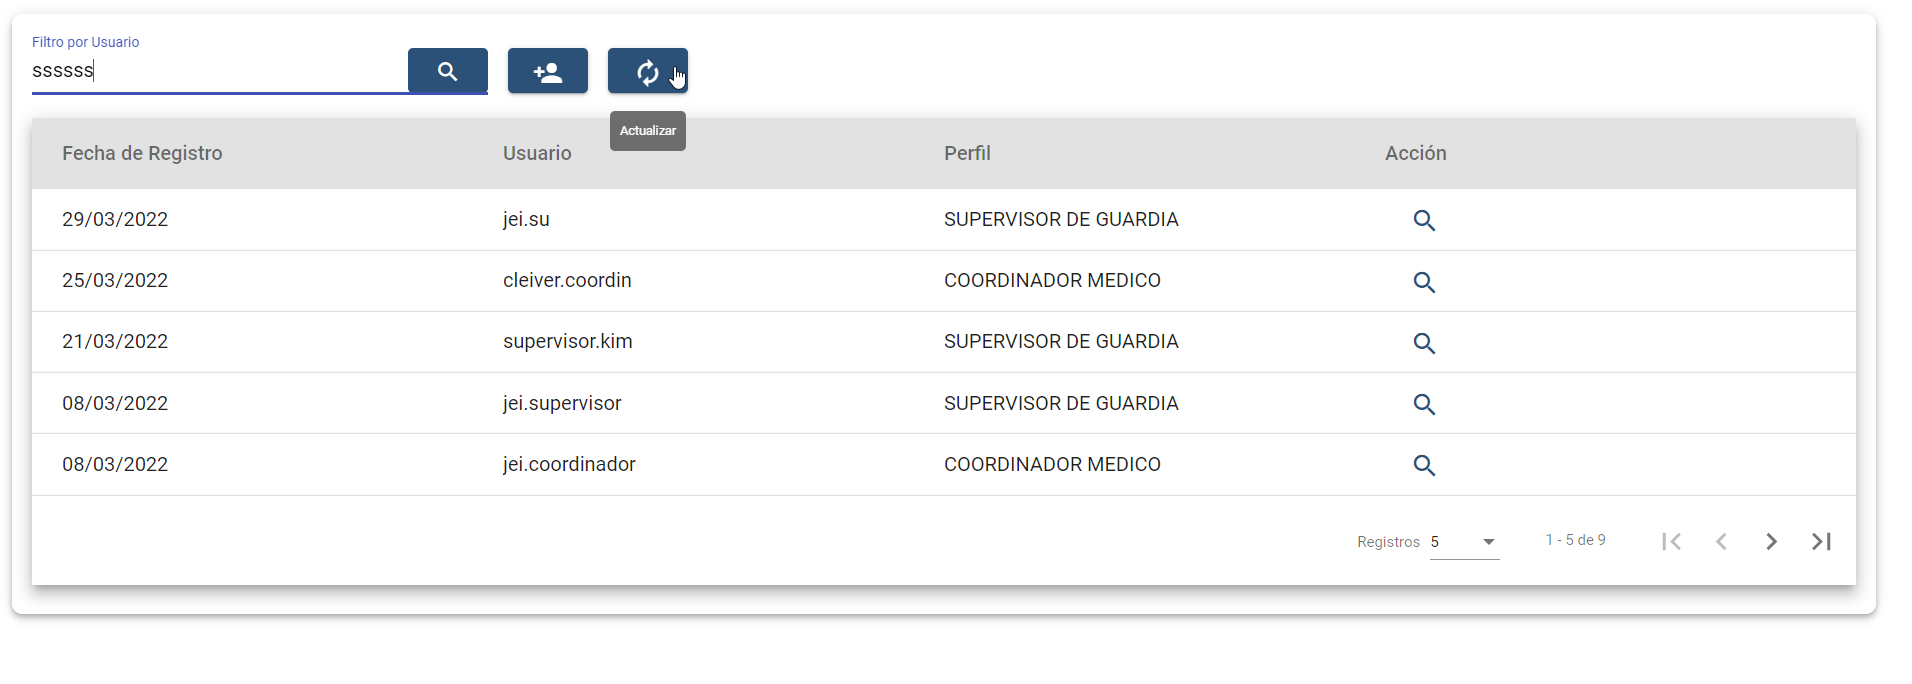 Filtro por Usuario
ssssss
Actualizar
Fecha de Registro Usuario Perfil Acción
29/03/2022 jei.su SUPERVISOR DE GUARDIA
25/03/2022 cleiver.coordin COORDINADOR MEDICO
21/03/2022 supervisor.kim SUPERVISOR DE GUARDIA
08/03/2022 jei.supervisor SUPERVISOR DE GUARDIA
08/03/2022 jei.coordinador COORDINADOR MEDICO
Registros 5 1 - 5 de 9